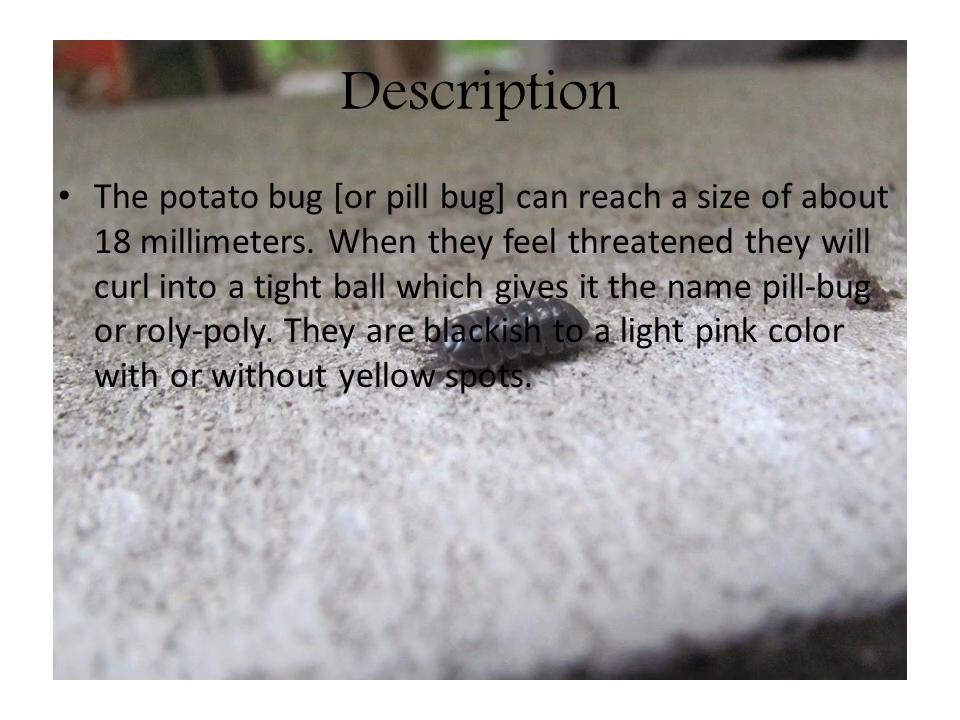 Description
• The potato bug [or pill bug] can reach a size of about
18 millimeters. When they feel threatened they will
curl into a tight ball which gives it the name pill-bug
or roly-poly. They are blackish to a light pink color
with or without yellow spots.